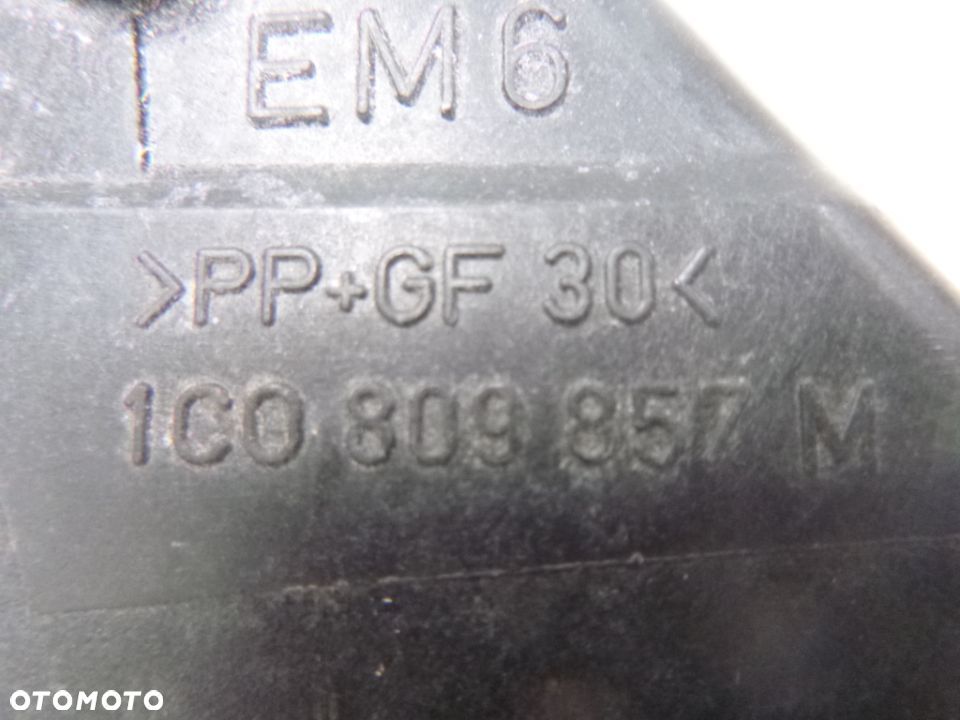 EM6
>PP+GF 30<
1C0 809 857 M
OTOMOTO